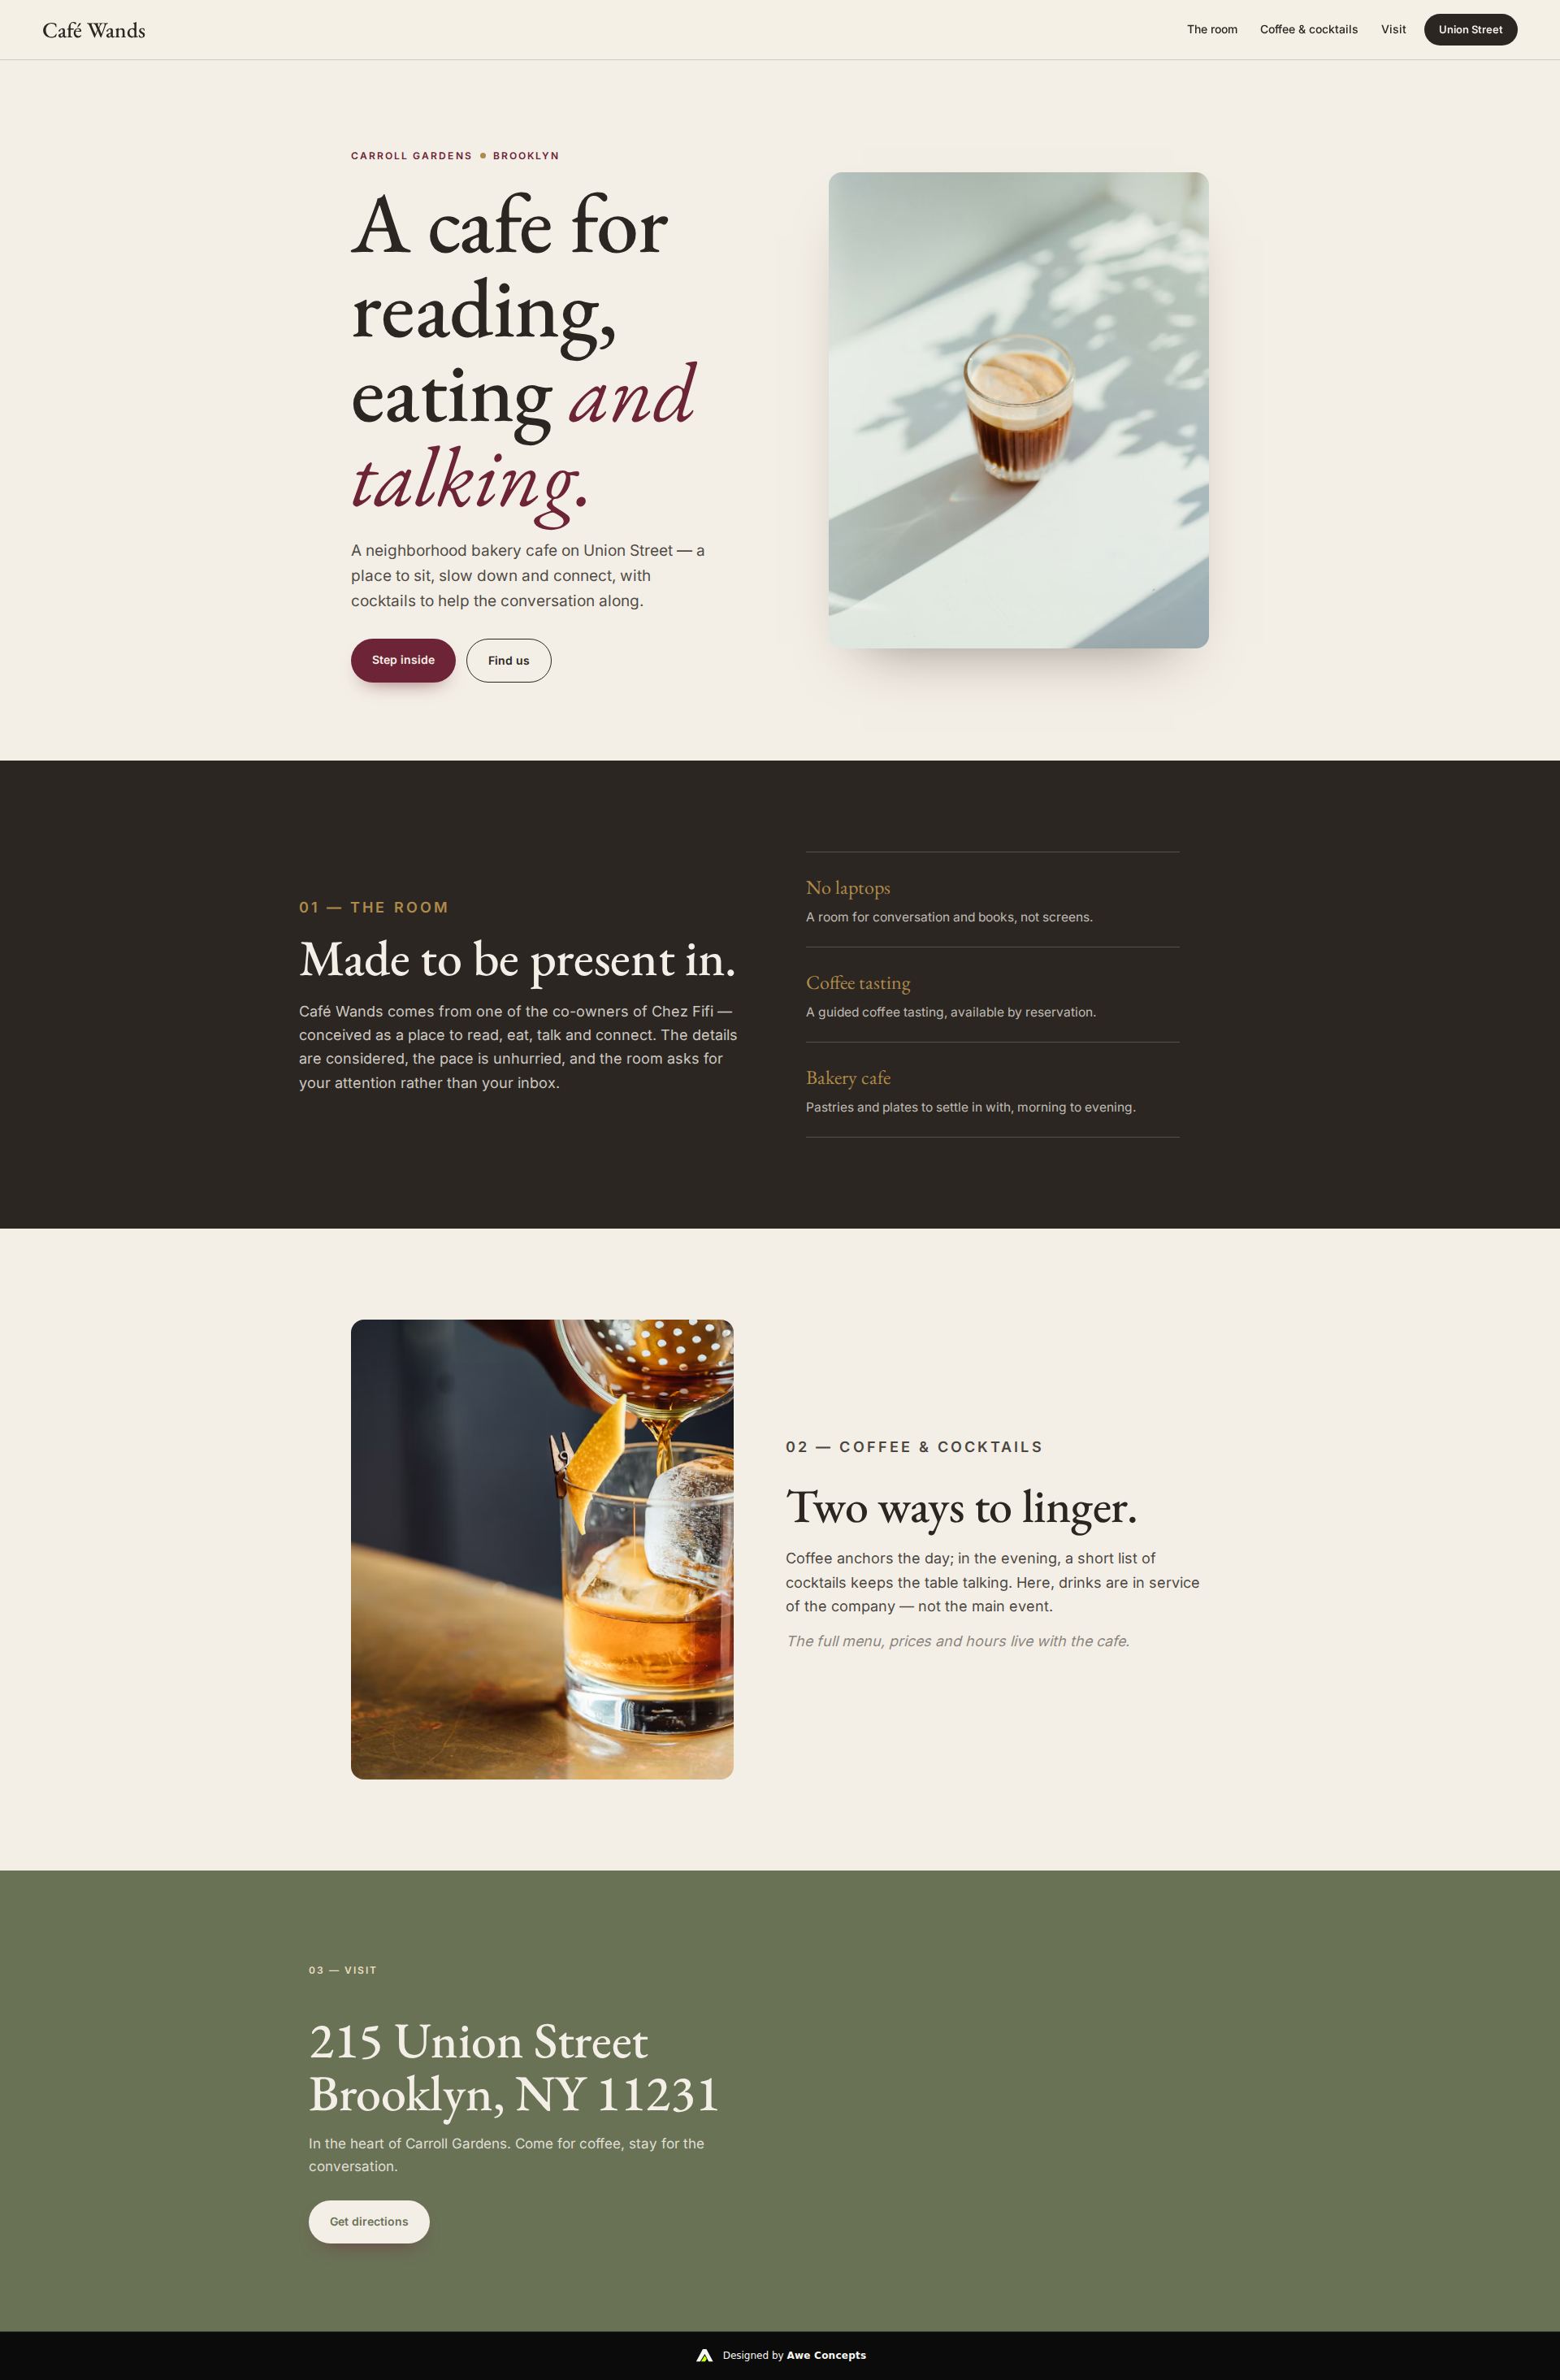 Café Wands
The room
Coffee & cocktails
Visit
Union Street
CARROLL GARDENS • BROOKLYN
A cafe for
reading,
eating and
talking.
A neighborhood bakery cafe on Union Street — a
place to sit, slow down and connect, with
cocktails to help the conversation along.
Step inside
Find us
01 — THE ROOM
Made to be present in.
Café Wands comes from one of the co-owners of Chez Fifi —
conceived as a place to read, eat, talk and connect. The details
are considered, the pace is unhurried, and the room asks for
your attention rather than your inbox.
No laptops
A room for conversation and books, not screens.
Coffee tasting
A guided coffee tasting, available by reservation.
Bakery cafe
Pastries and plates to settle in with, morning to evening.
02 — COFFEE & COCKTAILS
Two ways to linger.
Coffee anchors the day; in the evening, a short list of
cocktails keeps the table talking. Here, drinks are in service
of the company — not the main event.
The full menu, prices and hours live with the cafe.
03 — VISIT
215 Union Street
Brooklyn, NY 11231
In the heart of Carroll Gardens. Come for coffee, stay for the
conversation.
Get directions
Designed by Awe Concepts